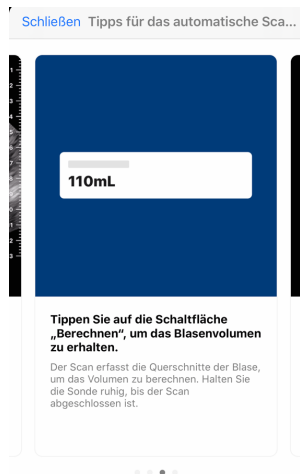 Schließen Tipps für das automatische Sca...
110mL
Tippen Sie auf die Schaltfläche
„Berechnen“, um das Blasenvolumen
zu erhalten.
Der Scan erfasst die Querschnitte der Blase,
um das Volumen zu berechnen. Halten Sie
die Sonde ruhig, bis der Scan
abgeschlossen ist.